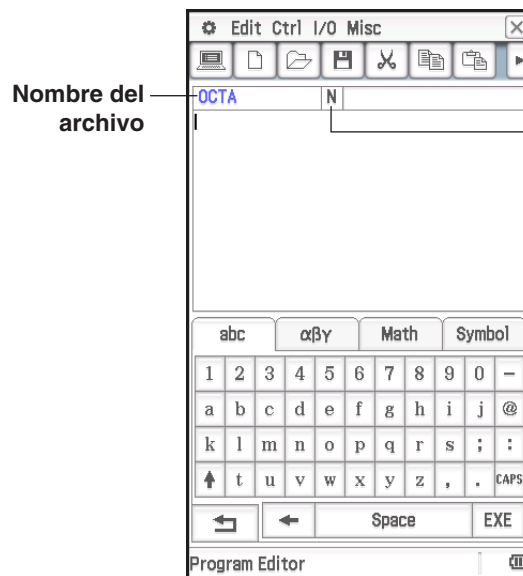 Edit Ctrl I/O Misc
Nombre del archivo
OCTA N
abc αβγ Math Symbol
1 2 3 4 5 6 7 8 9 0 −
a b c d e f g h i j @
k l m n o p q r s ; :
t u v w x y z , . CAPS
Space EXE
Program Editor